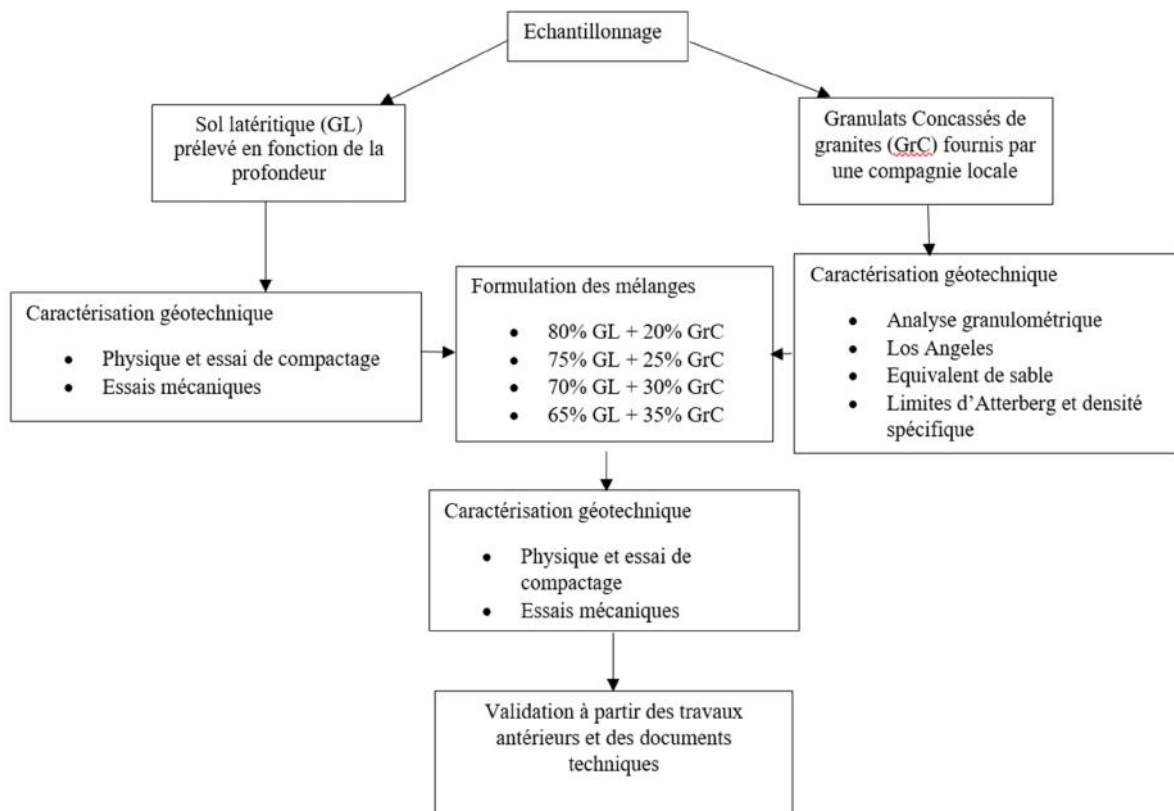 Echantillonnage
Sol latéritique (GL)
prélevé en fonction de la
profondeur
Granulats Concassés de
granites (GrC) fournis par
une compagnie locale
Caractérisation géotechnique
• Physique et essai de compactage
• Essais mécaniques
Formulation des mélanges
• 80% GL + 20% GrC
• 75% GL + 25% GrC
• 70% GL + 30% GrC
• 65% GL + 35% GrC
Caractérisation géotechnique
• Analyse granulométrique
• Los Angeles
• Equivalent de sable
• Limites d’Atterberg et densité
spécifique
Caractérisation géotechnique
• Physique et essai de
compactage
• Essais mécaniques
Validation à partir des travaux
antérieurs et des documents
techniques